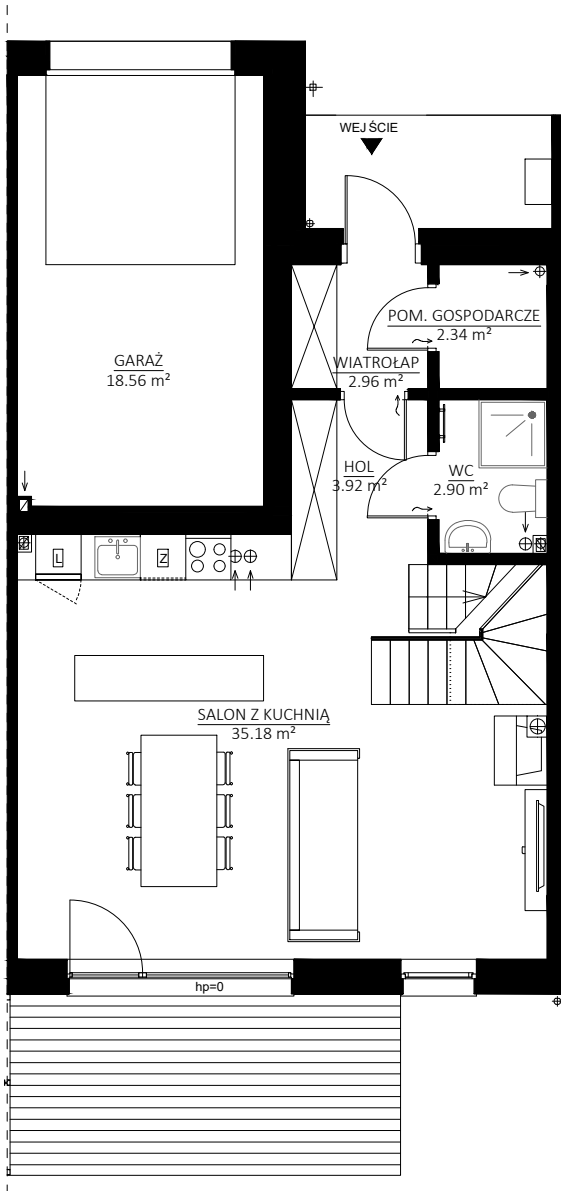 WEJŚCIE
POM. GOSPODARCZE
2.34 m²
GARAŻ
18.56 m²
WIATROŁAP
2.96 m²
HOL
3.92 m²
WC
2.90 m²
L
Z
SALON Z KUCHNIĄ
35.18 m²
hp=0